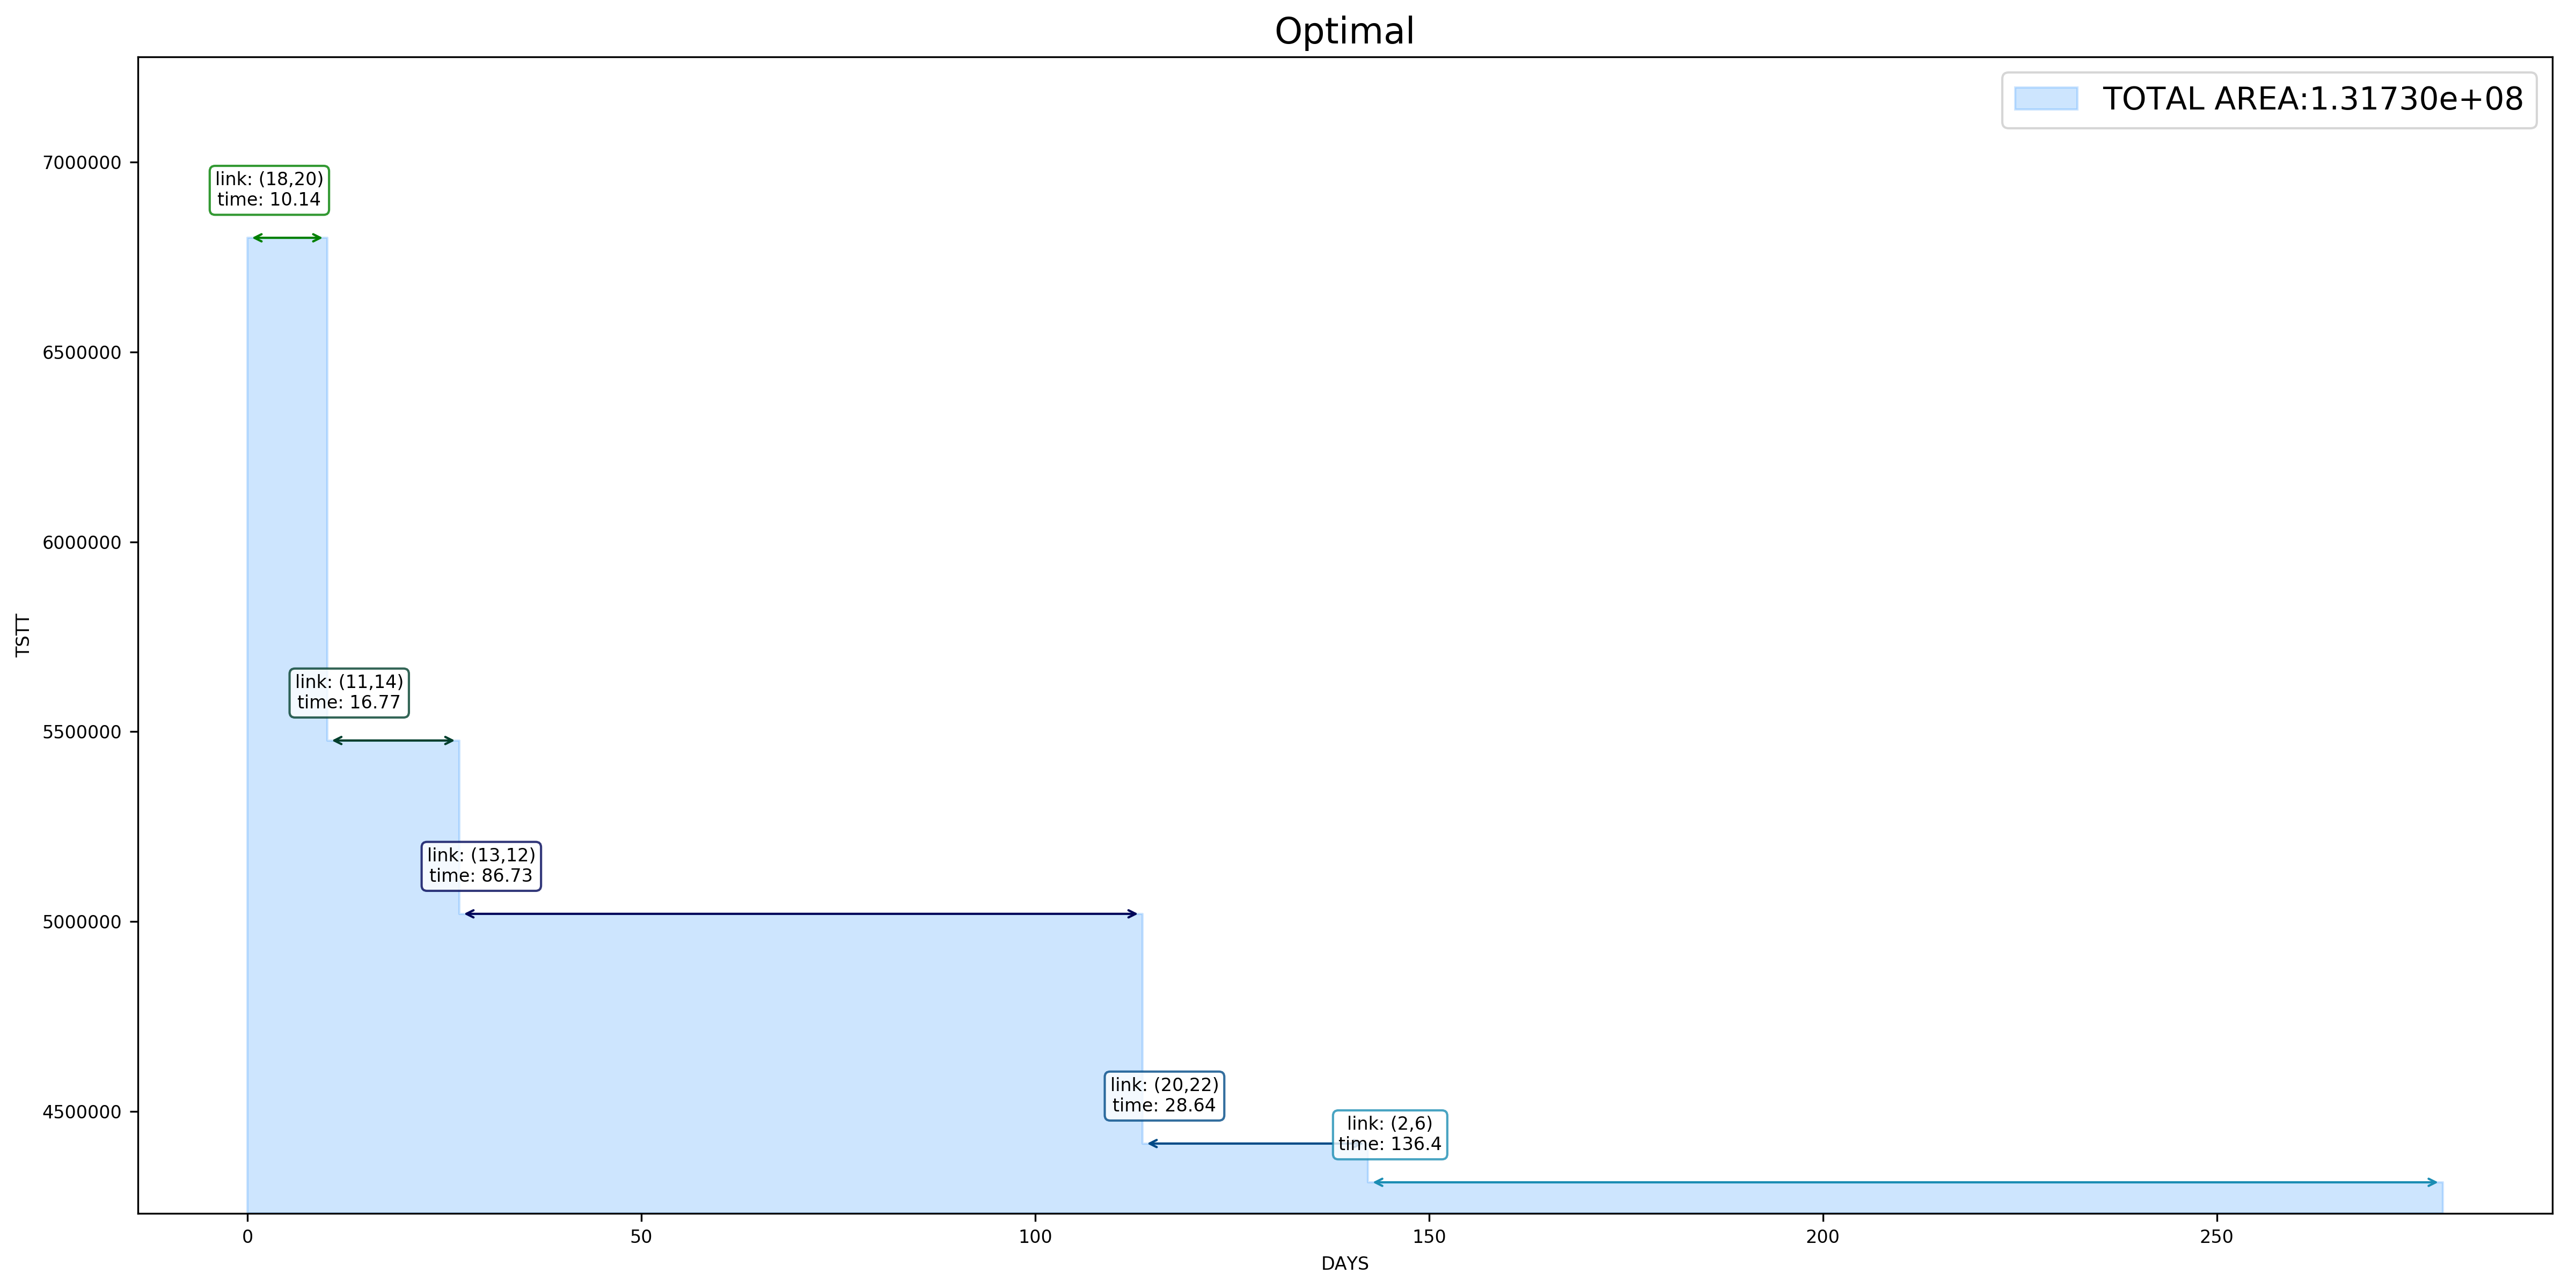 Optimal
TOTAL AREA:1.31730e+08
7000000
6500000
6000000
5500000
5000000
4500000
TSTT
link: (18,20)
time: 10.14
link: (11,14)
time: 16.77
link: (13,12)
time: 86.73
link: (20,22)
time: 28.64
link: (2,6)
time: 136.4
0
50
100
150
200
250
DAYS